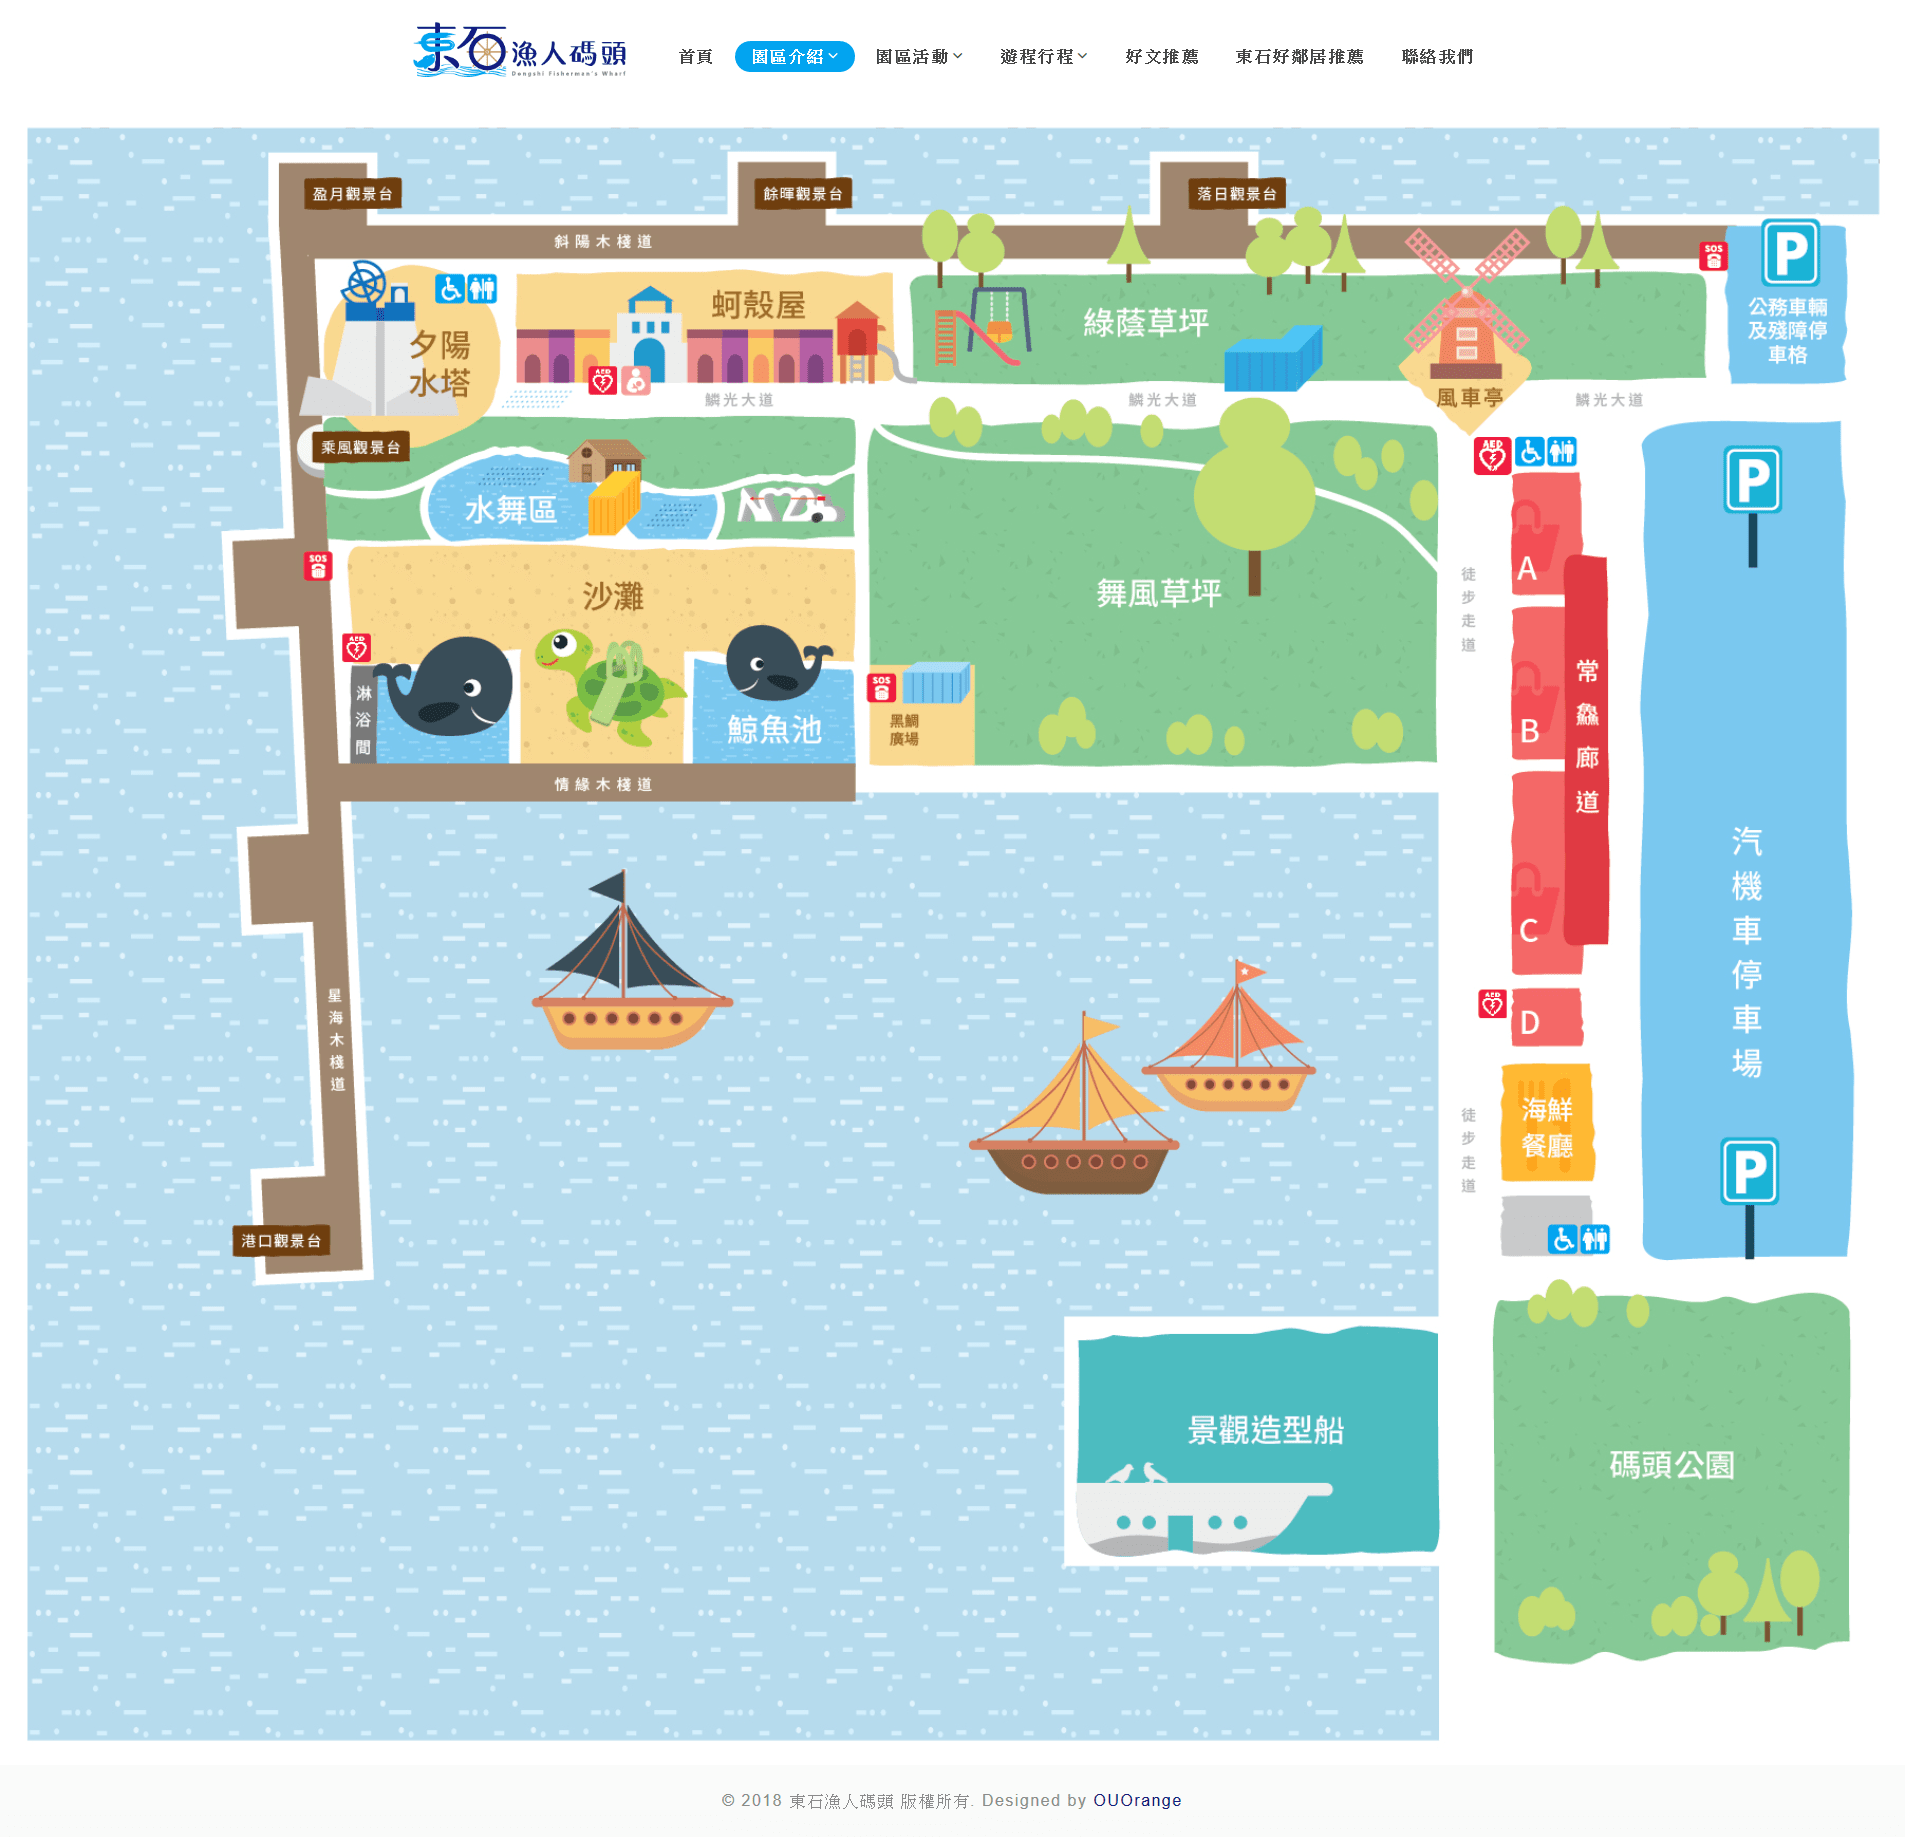 東石漁人碼頭
Dongshi Fisherman's Wharf
首頁
園區介紹
園區活動
遊程行程
好文推薦
東石好鄰居推薦
聯絡我們
盈月觀景台
餘暉觀景台
落日觀景台
斜陽木棧道
SOS
P
公務車輛
及殘障停
車格
夕陽
水塔
蚵殼屋
綠蔭草坪
AED
鱗光大道
鱗光大道
風車亭
鱗光大道
乘風觀景台
AED
P
水舞區
SOS
沙灘
舞風草坪
徒步走道
A
AED
淋浴間
鯨魚池
SOS
黑鯛
廣場
B
常鱻廊道
情緣木棧道
汽機車停車場
C
星海木棧道
AED
D
海鮮
餐廳
徒步走道
P
港口觀景台
景觀造型船
碼頭公園
© 2018 東石漁人碼頭 版權所有. Designed by OUOrange